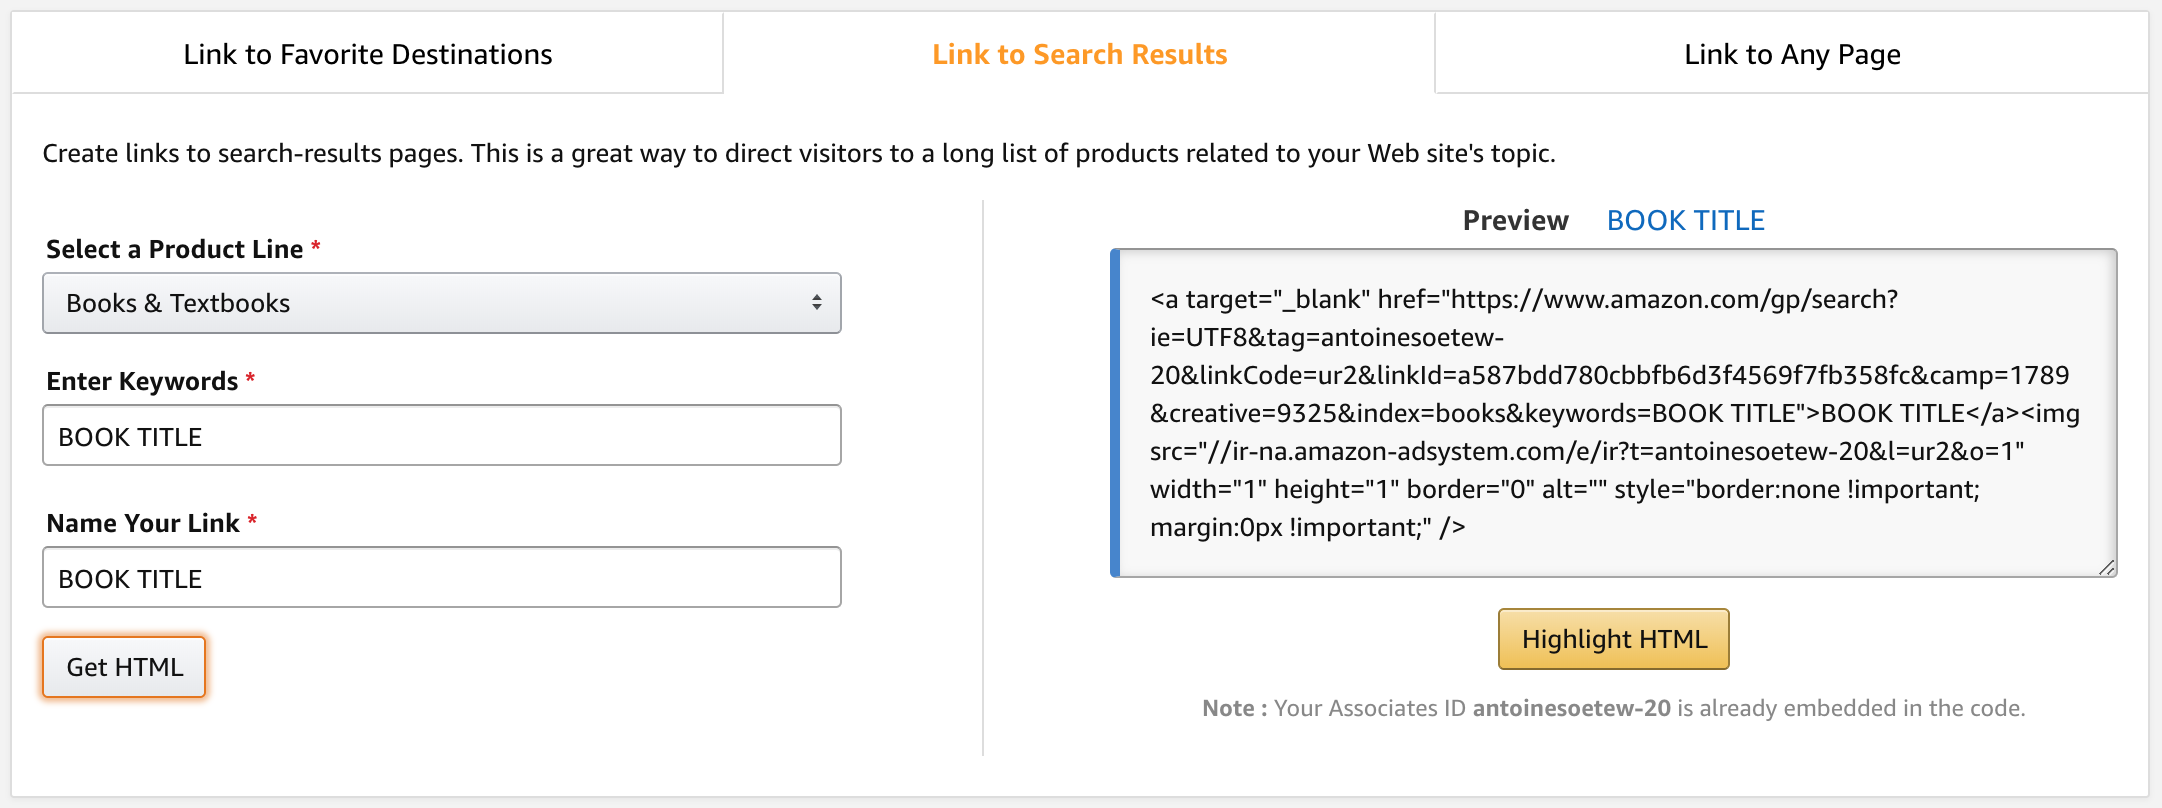 Link to Favorite Destinations
Link to Search Results
Link to Any Page
Create links to search-results pages. This is a great way to direct visitors to a long list of products related to your Web site's topic.
Select a Product Line *
Books & Textbooks
Enter Keywords *
BOOK TITLE
Name Your Link *
BOOK TITLE
Get HTML
Preview BOOK TITLE
<a target="_blank" href="https://www.amazon.com/gp/search?
ie=UTF8&tag=antoinesoetew-
20&linkCode=ur2&linkId=a587bdd780cbbfb6d3f4569f7fb358fc&camp=1789
&creative=9325&index=books&keywords=BOOK TITLE">BOOK TITLE</a><img
src="//ir-na.amazon-adsystem.com/e/ir?t=antoinesoetew-20&l=ur2&o=1"
width="1" height="1" border="0" alt="" style="border:none !important;
margin:0px !important;" />
Highlight HTML
Note : Your Associates ID antoinesoetew-20 is already embedded in the code.